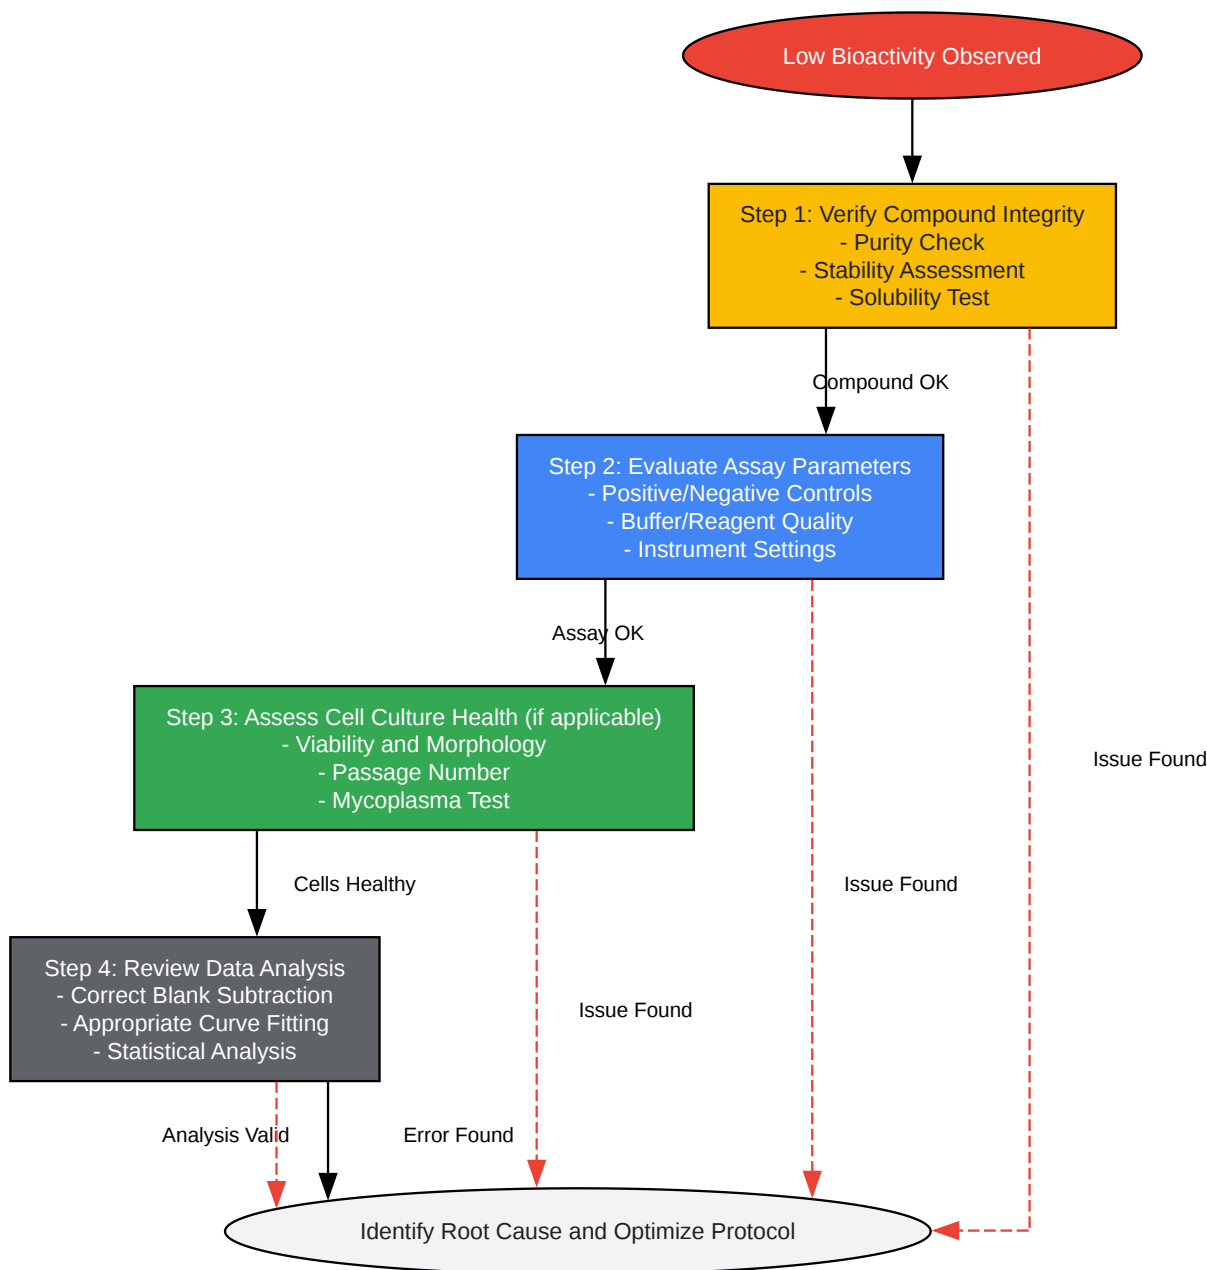 Low Bioactivity Observed
Step 1: Verify Compound Integrity
- Purity Check
- Stability Assessment
- Solubility Test
Compound OK
Step 2: Evaluate Assay Parameters
- Positive/Negative Controls
- Buffer/Reagent Quality
- Instrument Settings
Assay OK
Step 3: Assess Cell Culture Health (if applicable)
- Viability and Morphology
- Passage Number
- Mycoplasma Test
Issue Found
Cells Healthy
Issue Found
Step 4: Review Data Analysis
- Correct Blank Subtraction
- Appropriate Curve Fitting
- Statistical Analysis
Issue Found
Analysis Valid
Error Found
Identify Root Cause and Optimize Protocol